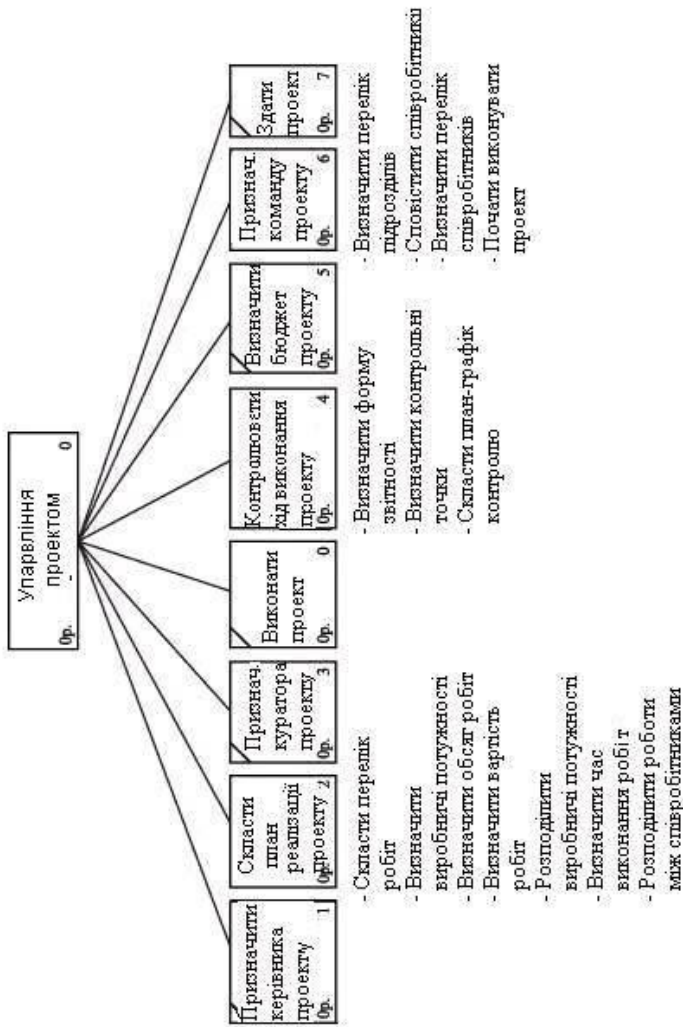 Упарвління
проектом
-
0р.
0
Призначити
керівника
проекту
0р.
1
Скласти
план
реалізації
проекту
0р.
2
Признач.
куратора
проекту
0р.
3
Виконати
проект
0р.
0
Контролювати
хід виконання
проекту
0р.
4
Визначити
бюджет
проекту
0р.
5
Признач.
команду
проекту
0р.
6
Здати
проект
0р.
7
- Скласти перелік
робіт
- Визначити
виробничі потужності
- Визначити обсяг робіт
- Визначити вартість
робіт
- Розподілити
виробничі потужності
- Визначити час
виконання робіт
- Розподілити роботи
між співробітниками
- Визначити форму
звітності
- Визначити контрольні
точки
- Скласти план-графік
контролю
- Визначити перелік
підрозділів
- Сповістити співробітникі
- Визначити перелік
співробітників
- Почати виконувати
проект